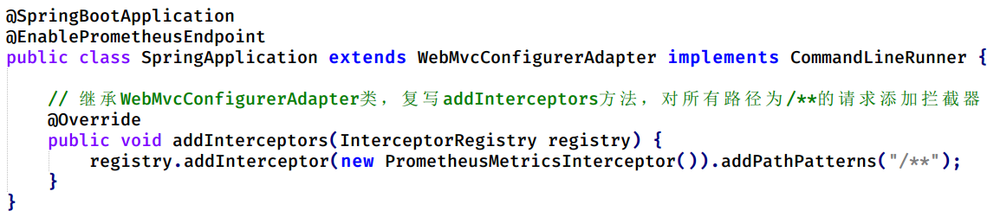 @SpringBootApplication
@EnablePrometheusEndpoint
public class SpringApplication extends WebMvcConfigurerAdapter implements CommandLineRunner {
// 继承WebMvcConfigurerAdapter类，复写addInterceptors方法，对所有路径为/**的请求添加拦截器
@Override
public void addInterceptors(InterceptorRegistry registry) {
registry.addInterceptor(new PrometheusMetricsInterceptor()).addPathPatterns("/**");
}
}